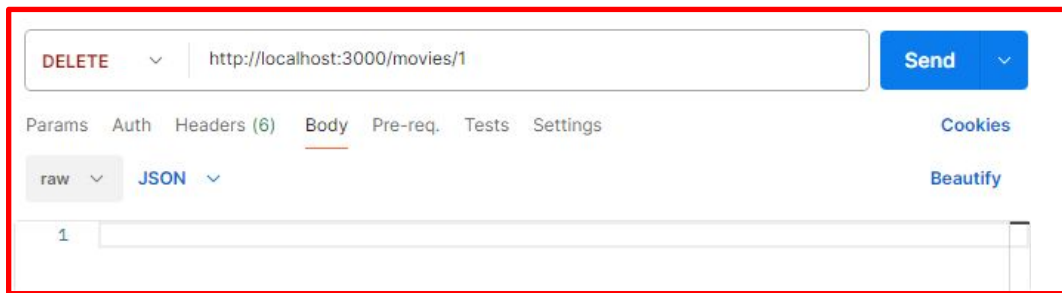 DELETE http://localhost:3000/movies/1 Send
Params Auth Headers (6) Body Pre-req. Tests Settings Cookies
raw JSON Beautify
1